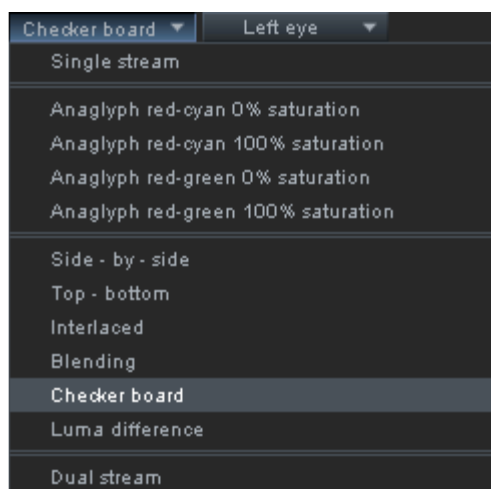 Checker board Left eye
Single stream
Anaglyph red-cyan 0% saturation
Anaglyph red-cyan 100% saturation
Anaglyph red-green 0% saturation
Anaglyph red-green 100% saturation
Side - by - side
Top - bottom
Interlaced
Blending
Checker board
Luma difference
Dual stream